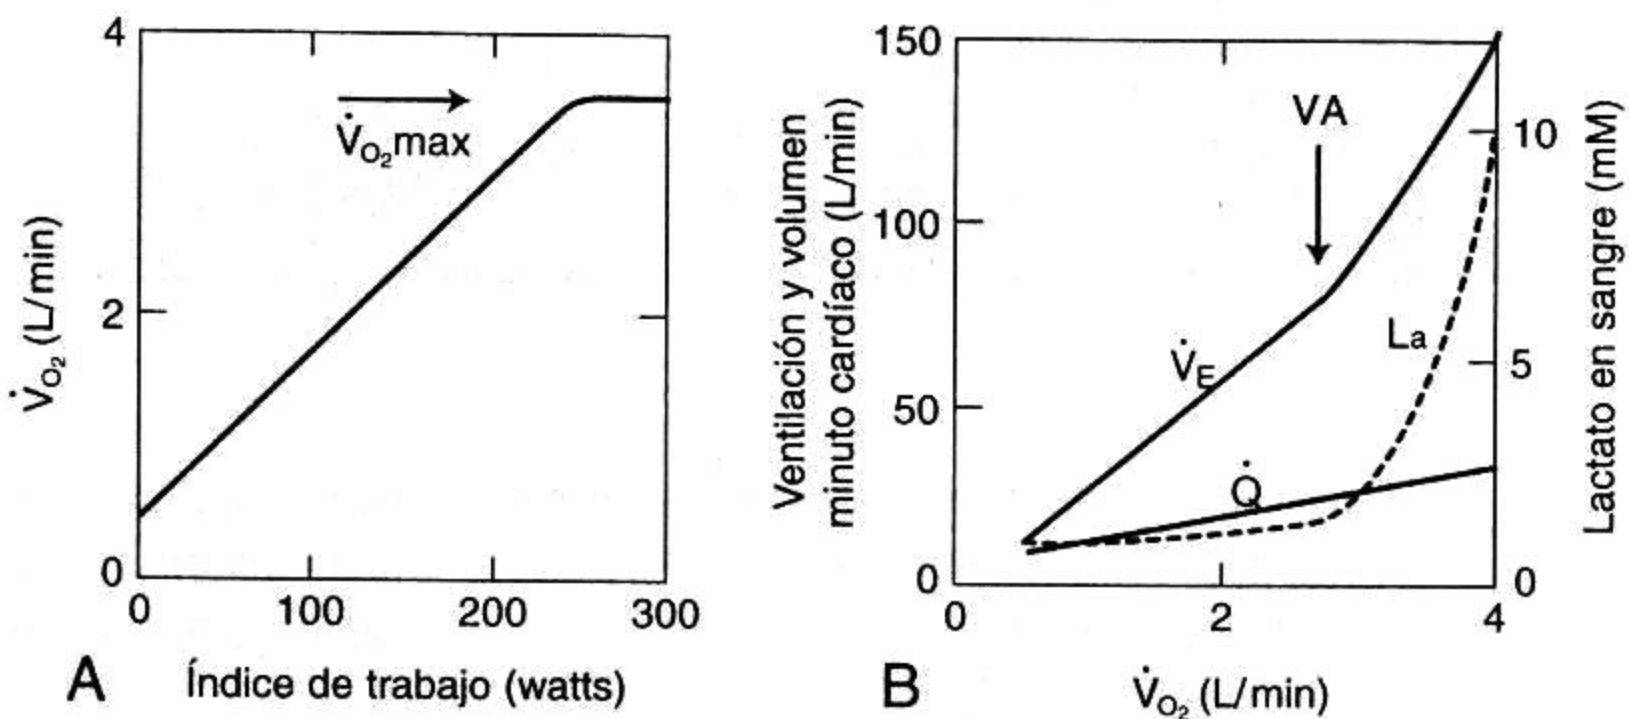 4
2
0
V̇O₂ (L/min)
V̇O₂max
0
100
200
300
Índice de trabajo (watts)
A
150
100
50
0
Ventilación y volumen
minuto cardíaco (L/min)
VA
V̇E
Q̇
La
10
5
0
Lactato en sangre (mM)
0
2
4
V̇O₂ (L/min)
B